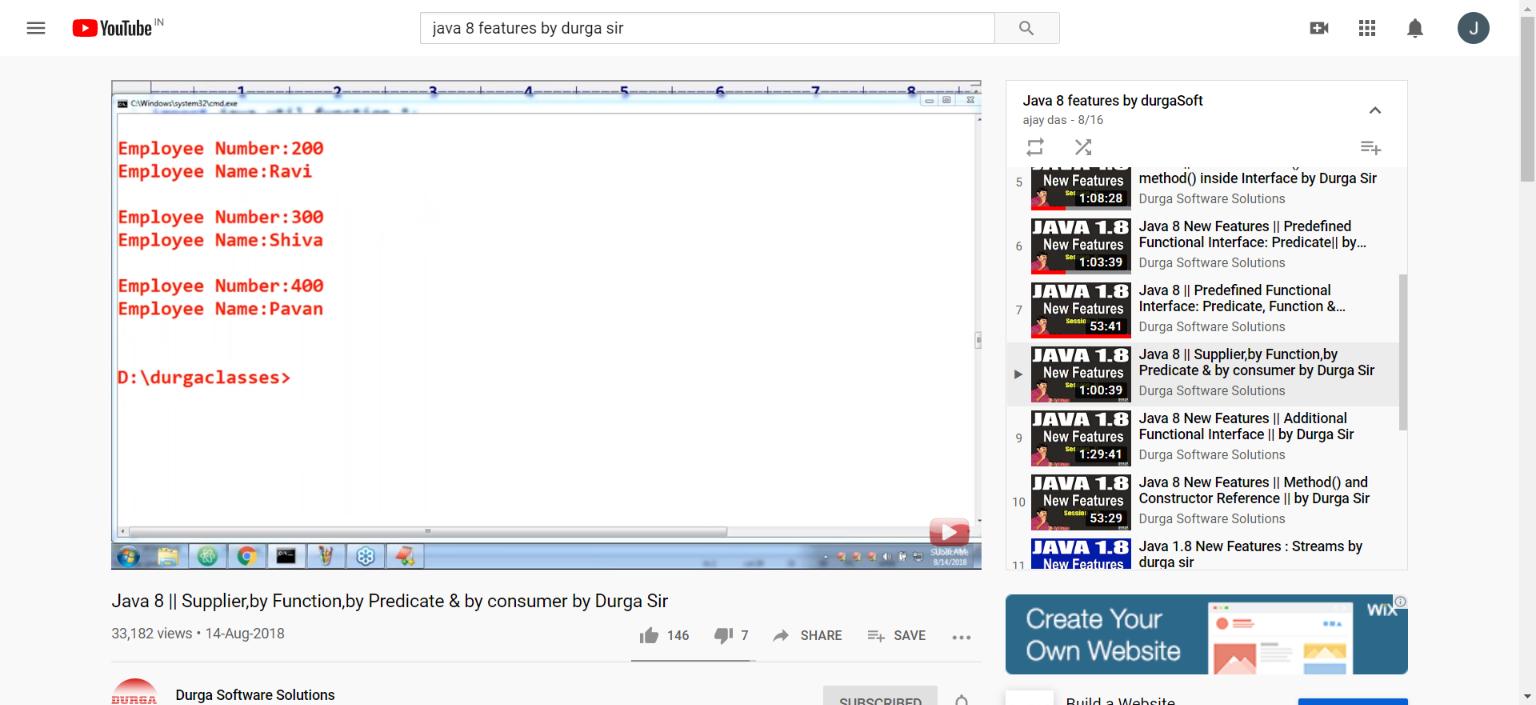 YouTube IN
java 8 features by durga sir
J
1 2 3 4 5 6 7 8
C:\Windows\system32\cmd.exe
Employee Number:200
Employee Name:Ravi
Employee Number:300
Employee Name:Shiva
Employee Number:400
Employee Name:Pavan
D:\durgaclasses>
8/14/2018
Java 8 || Supplier,by Function,by Predicate & by consumer by Durga Sir
33,182 views • 14-Aug-2018
146
7
SHARE
SAVE
DURGA
Durga Software Solutions
SUBSCRIBED
Java 8 features by durgaSoft
ajay das - 8/16
5
New Features
1:08:28
method() inside Interface by Durga Sir
Durga Software Solutions
6
JAVA 1.8
New Features
1:03:39
Java 8 New Features || Predefined
Functional Interface: Predicate|| by...
Durga Software Solutions
7
JAVA 1.8
New Features
53:41
Java 8 || Predefined Functional
Interface: Predicate, Function &...
Durga Software Solutions
JAVA 1.8
New Features
1:00:39
Java 8 || Supplier,by Function,by
Predicate & by consumer by Durga Sir
Durga Software Solutions
9
JAVA 1.8
New Features
1:29:41
Java 8 New Features || Additional
Functional Interface || by Durga Sir
Durga Software Solutions
10
JAVA 1.8
New Features
53:29
Java 8 New Features || Method() and
Constructor Reference || by Durga Sir
Durga Software Solutions
11
JAVA 1.8
New Features
Java 1.8 New Features : Streams by
durga sir
Create Your
Own Website
WiX
Build a Website